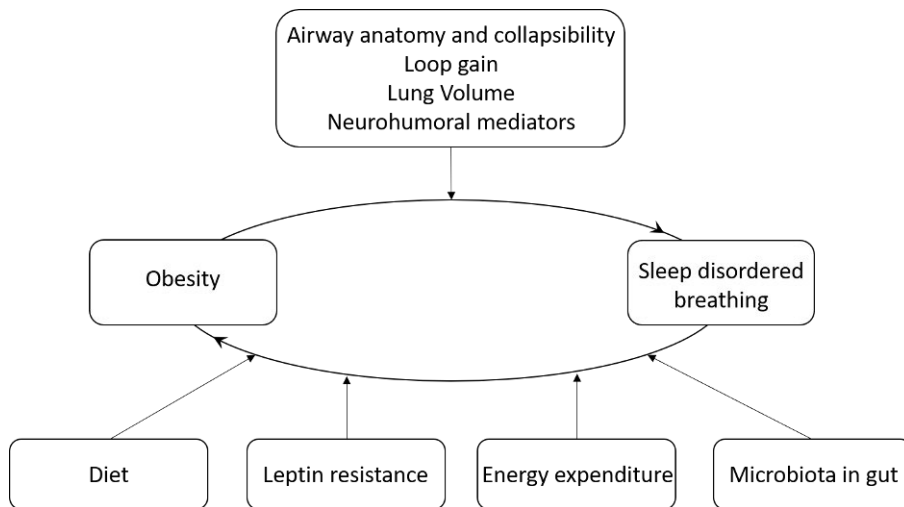 Airway anatomy and collapsibility
Loop gain
Lung Volume
Neurohumoral mediators
Obesity
Sleep disordered
breathing
Diet
Leptin resistance
Energy expenditure
Microbiota in gut